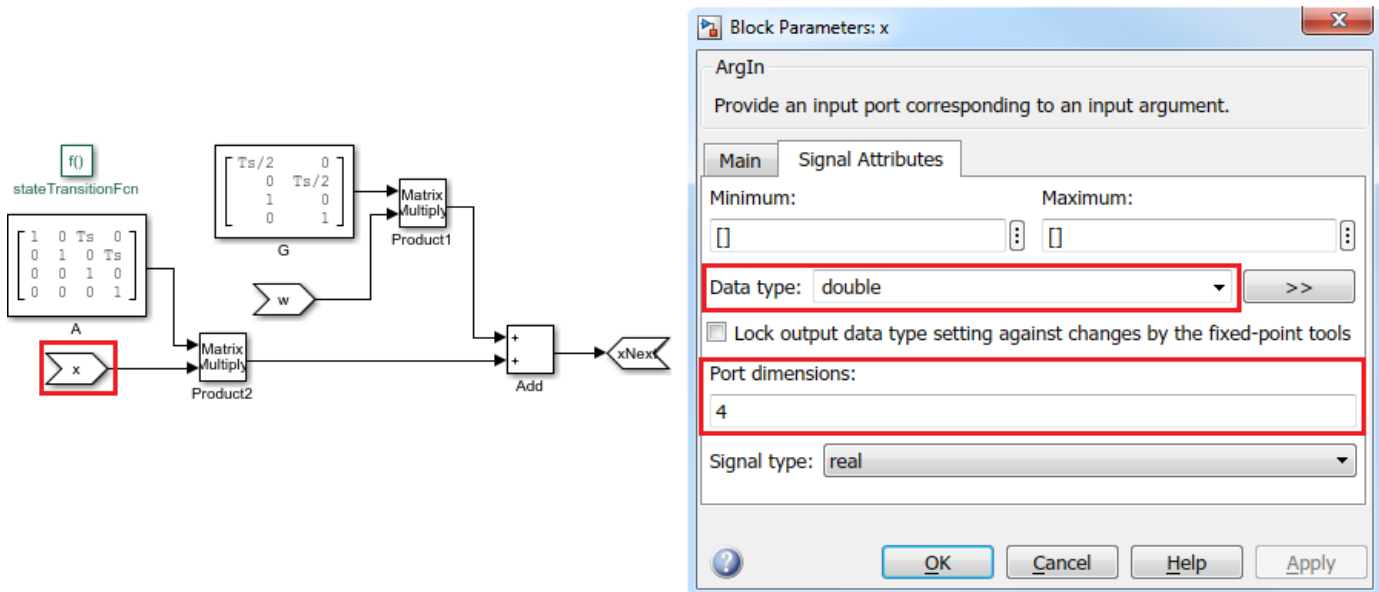 f()
stateTransitionFcn
1 0 Ts 0
0 1 0 Ts
0 0 1 0
0 0 0 1
A
x
Ts/2 0
0 Ts/2
1 0
0 1
G
w
Matrix
Multiply
Product1
Matrix
Multiply
Product2
+
+
Add
xNext
Block Parameters: x
X
ArgIn
Provide an input port corresponding to an input argument.
Main Signal Attributes
Minimum: Maximum:
[] []
Data type: double >>
Lock output data type setting against changes by the fixed-point tools
Port dimensions:
4
Signal type: real
? OK Cancel Help Apply